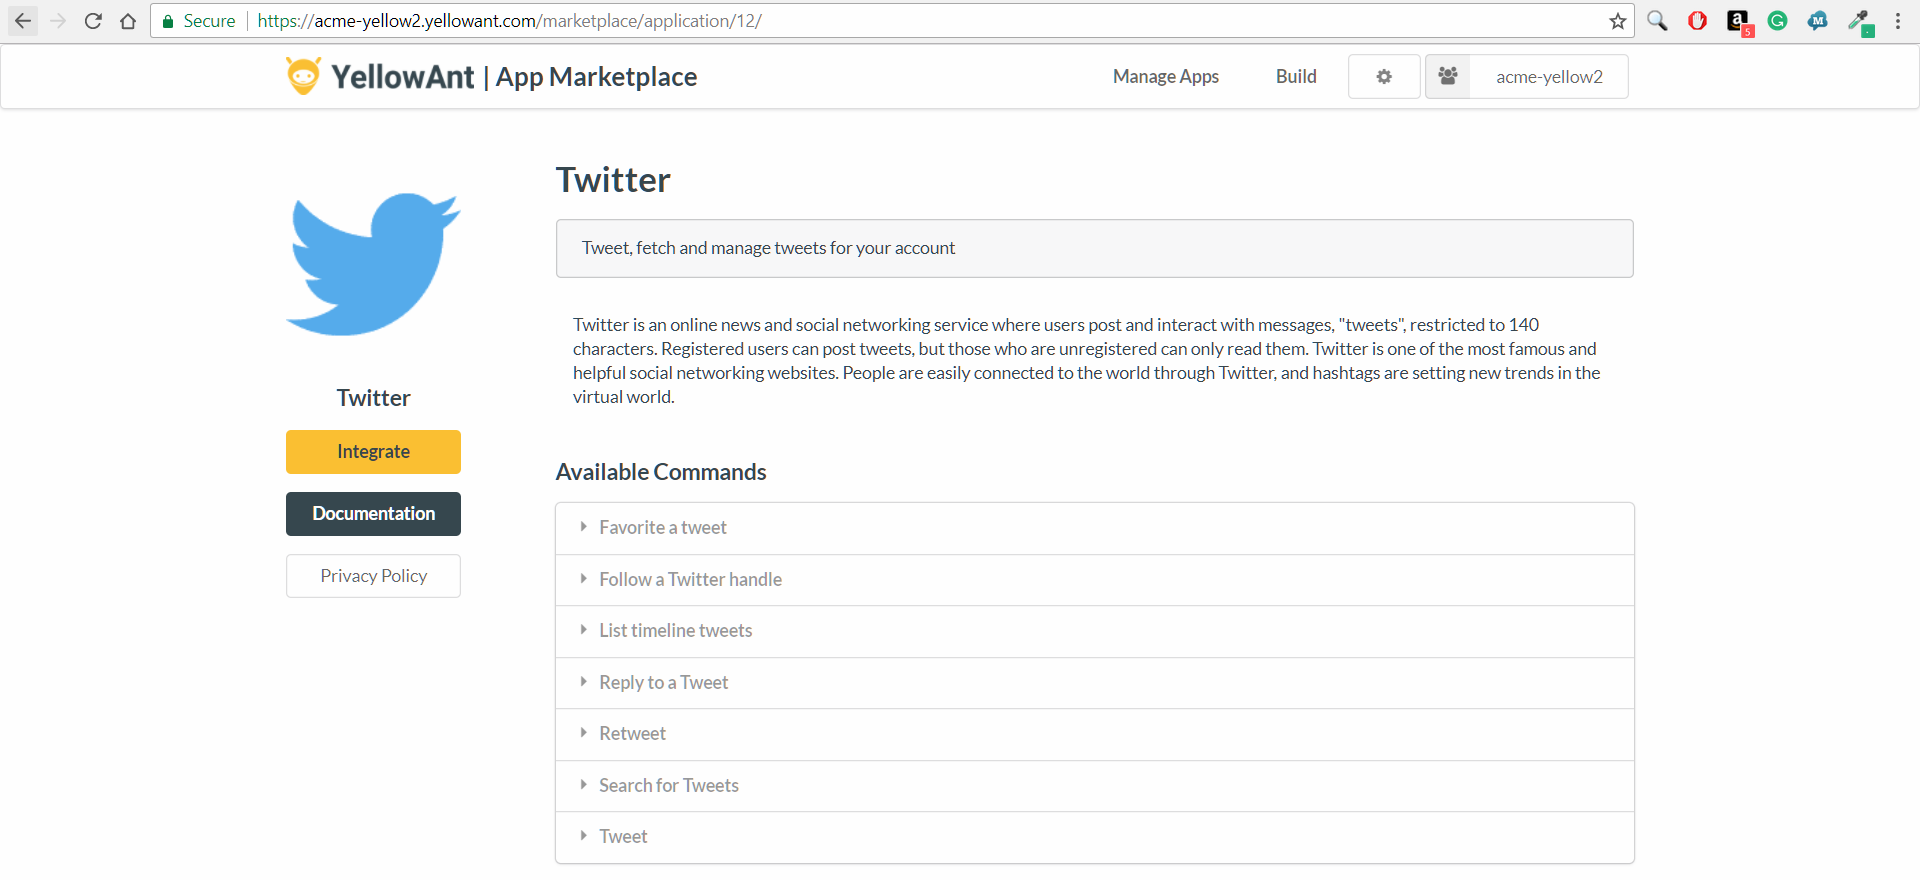 Secure https://acme-yellow2.yellowant.com/marketplace/application/12/
a 5 G M
YellowAnt | App Marketplace Manage Apps Build acme-yellow2
Twitter
Tweet, fetch and manage tweets for your account
Twitter is an online news and social networking service where users post and interact with messages, "tweets", restricted to 140
characters. Registered users can post tweets, but those who are unregistered can only read them. Twitter is one of the most famous and
helpful social networking websites. People are easily connected to the world through Twitter, and hashtags are setting new trends in the
virtual world.
Twitter
Integrate
Documentation
Privacy Policy
Available Commands
Favorite a tweet
Follow a Twitter handle
List timeline tweets
Reply to a Tweet
Retweet
Search for Tweets
Tweet